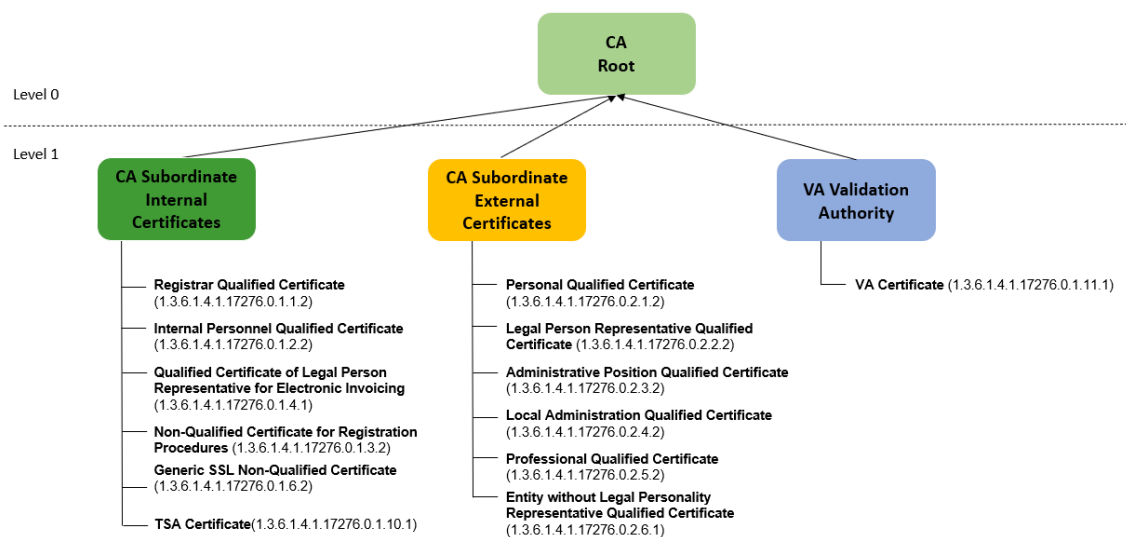 CA
Root
Level 0
Level 1
CA Subordinate
Internal
Certificates
CA Subordinate
External
Certificates
VA Validation
Authority
Registrar Qualified Certificate
(1.3.6.1.4.1.17276.0.1.1.2)
Internal Personnel Qualified Certificate
(1.3.6.1.4.1.17276.0.1.2.2)
Qualified Certificate of Legal Person
Representative for Electronic Invoicing
(1.3.6.1.4.1.17276.0.1.4.1)
Non-Qualified Certificate for Registration
Procedures (1.3.6.1.4.1.17276.0.1.3.2)
Generic SSL Non-Qualified Certificate
(1.3.6.1.4.1.17276.0.1.6.2)
TSA Certificate(1.3.6.1.4.1.17276.0.1.10.1)
Personal Qualified Certificate
(1.3.6.1.4.1.17276.0.2.1.2)
Legal Person Representative Qualified
Certificate (1.3.6.1.4.1.17276.0.2.2.2)
Administrative Position Qualified Certificate
(1.3.6.1.4.1.17276.0.2.3.2)
Local Administration Qualified Certificate
(1.3.6.1.4.1.17276.0.2.4.2)
Professional Qualified Certificate
(1.3.6.1.4.1.17276.0.2.5.2)
Entity without Legal Personality
Representative Qualified Certificate
(1.3.6.1.4.1.17276.0.2.6.1)
VA Certificate (1.3.6.1.4.1.17276.0.1.11.1)